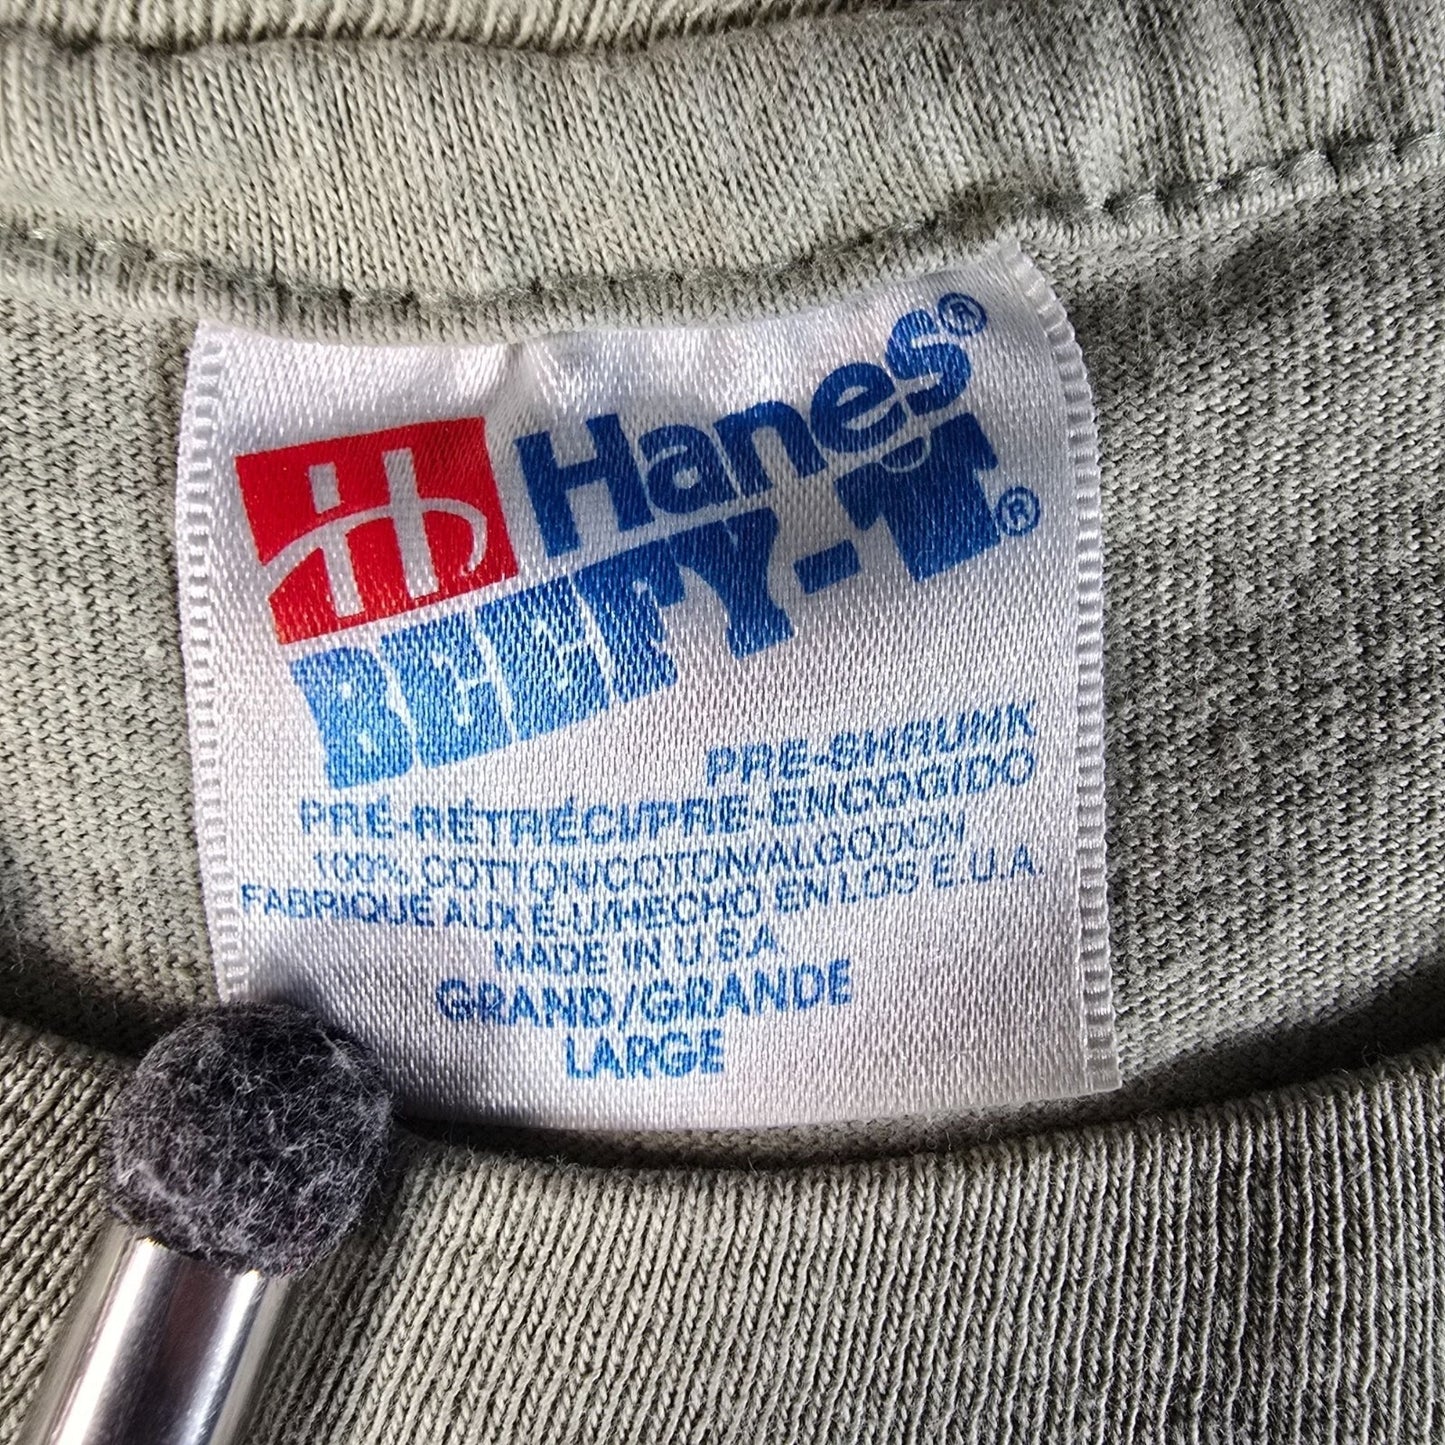 Hanes®
BEEFY-T®
PRE-SHRUNK
PRÉ-RÉTRÉCI/PRE-ENCOGIDO
100% COTTON/COTON/ALGODON
FABRIQUE AUX É-U/HECHO EN LOS E.U.A.
MADE IN U.S.A.
GRAND/GRANDE
LARGE